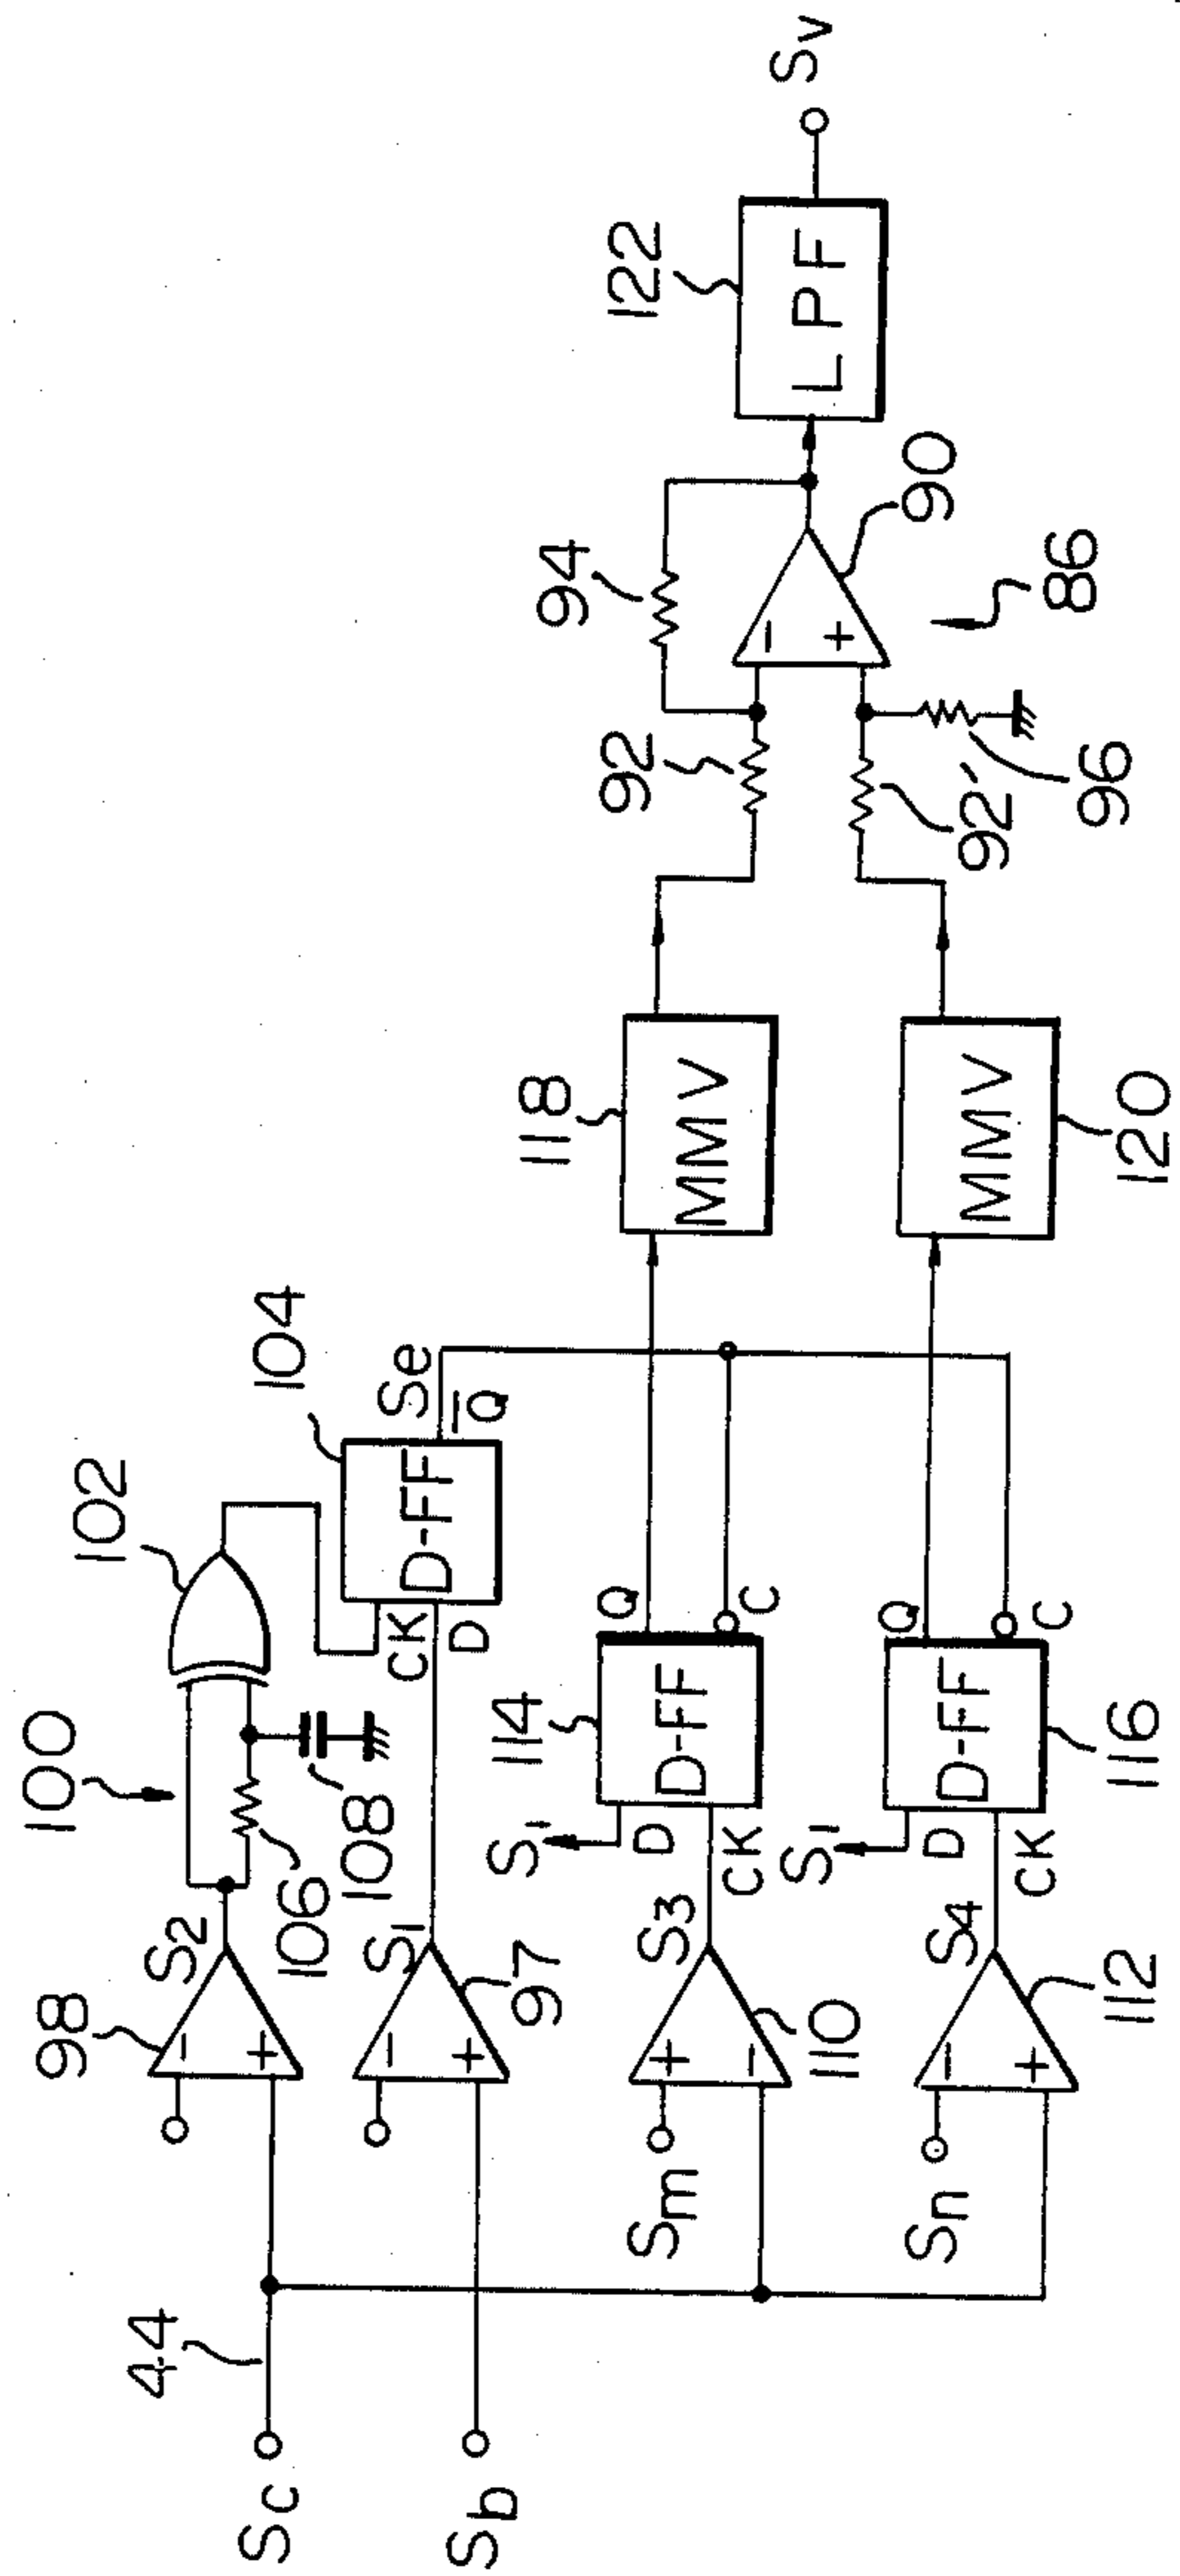 Sc
44
Sb
98
S2
106
108
100
102
104
CK
D
D-FF
Se
Q
S1
97
Sm
110
S3
S1
D
CK
114
D-FF
Q
C
Sn
112
S4
S1
D
CK
116
D-FF
Q
C
118
MMV
120
MMV
92
92'
94
96
90
86
122
LPF
Sv